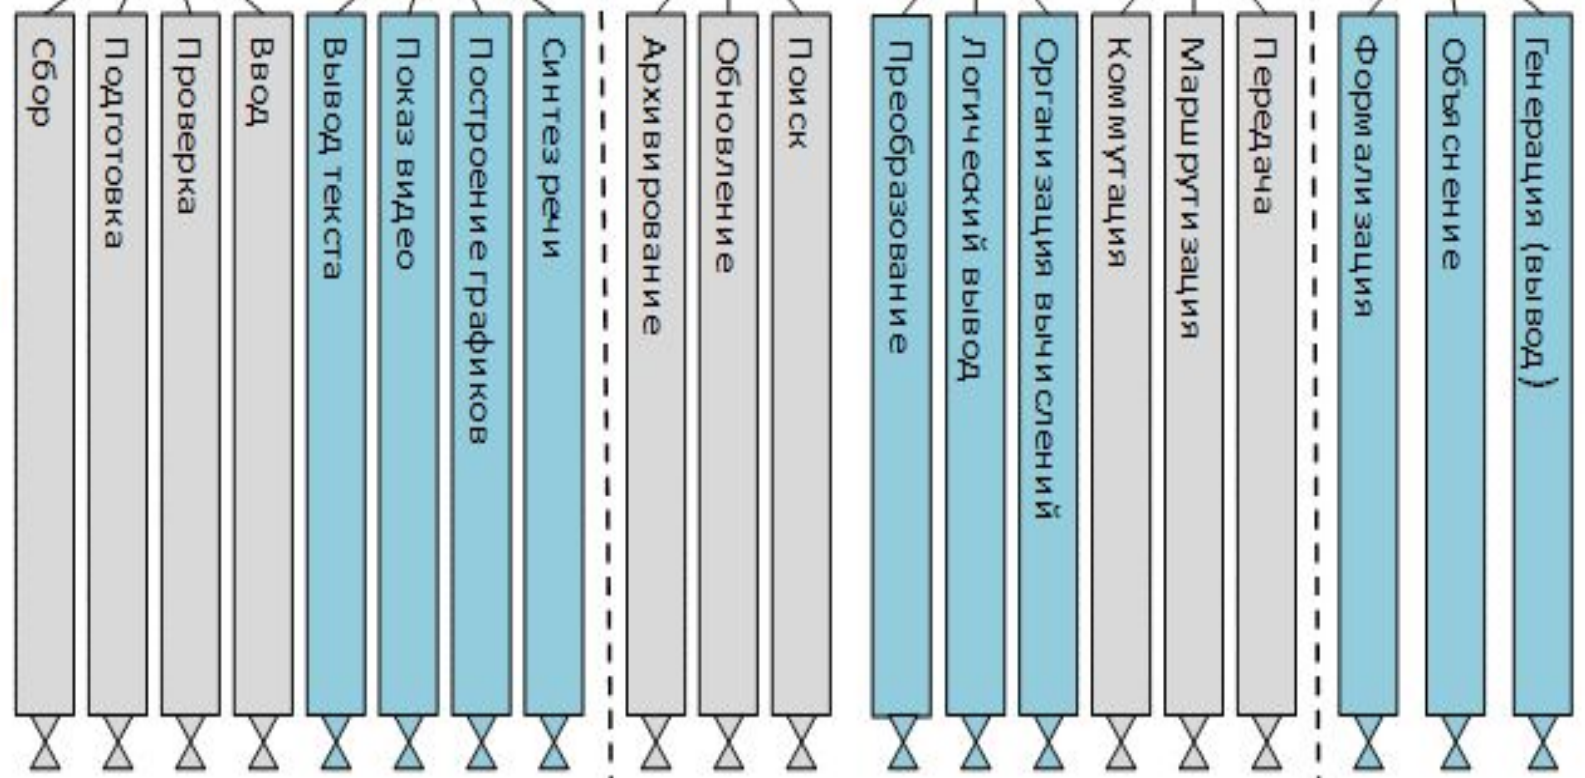 Сбор
Подготовка
Проверка
Ввод
Вывод текста
Показ видео
Построение графиков
Синтез речи
Архивирование
Обновление
Поиск
Преобразование
Логический вывод
Организация вычислений
Коммутация
Маршрутизация
Передача
Формализация
Объяснение
Генерация (вывод)